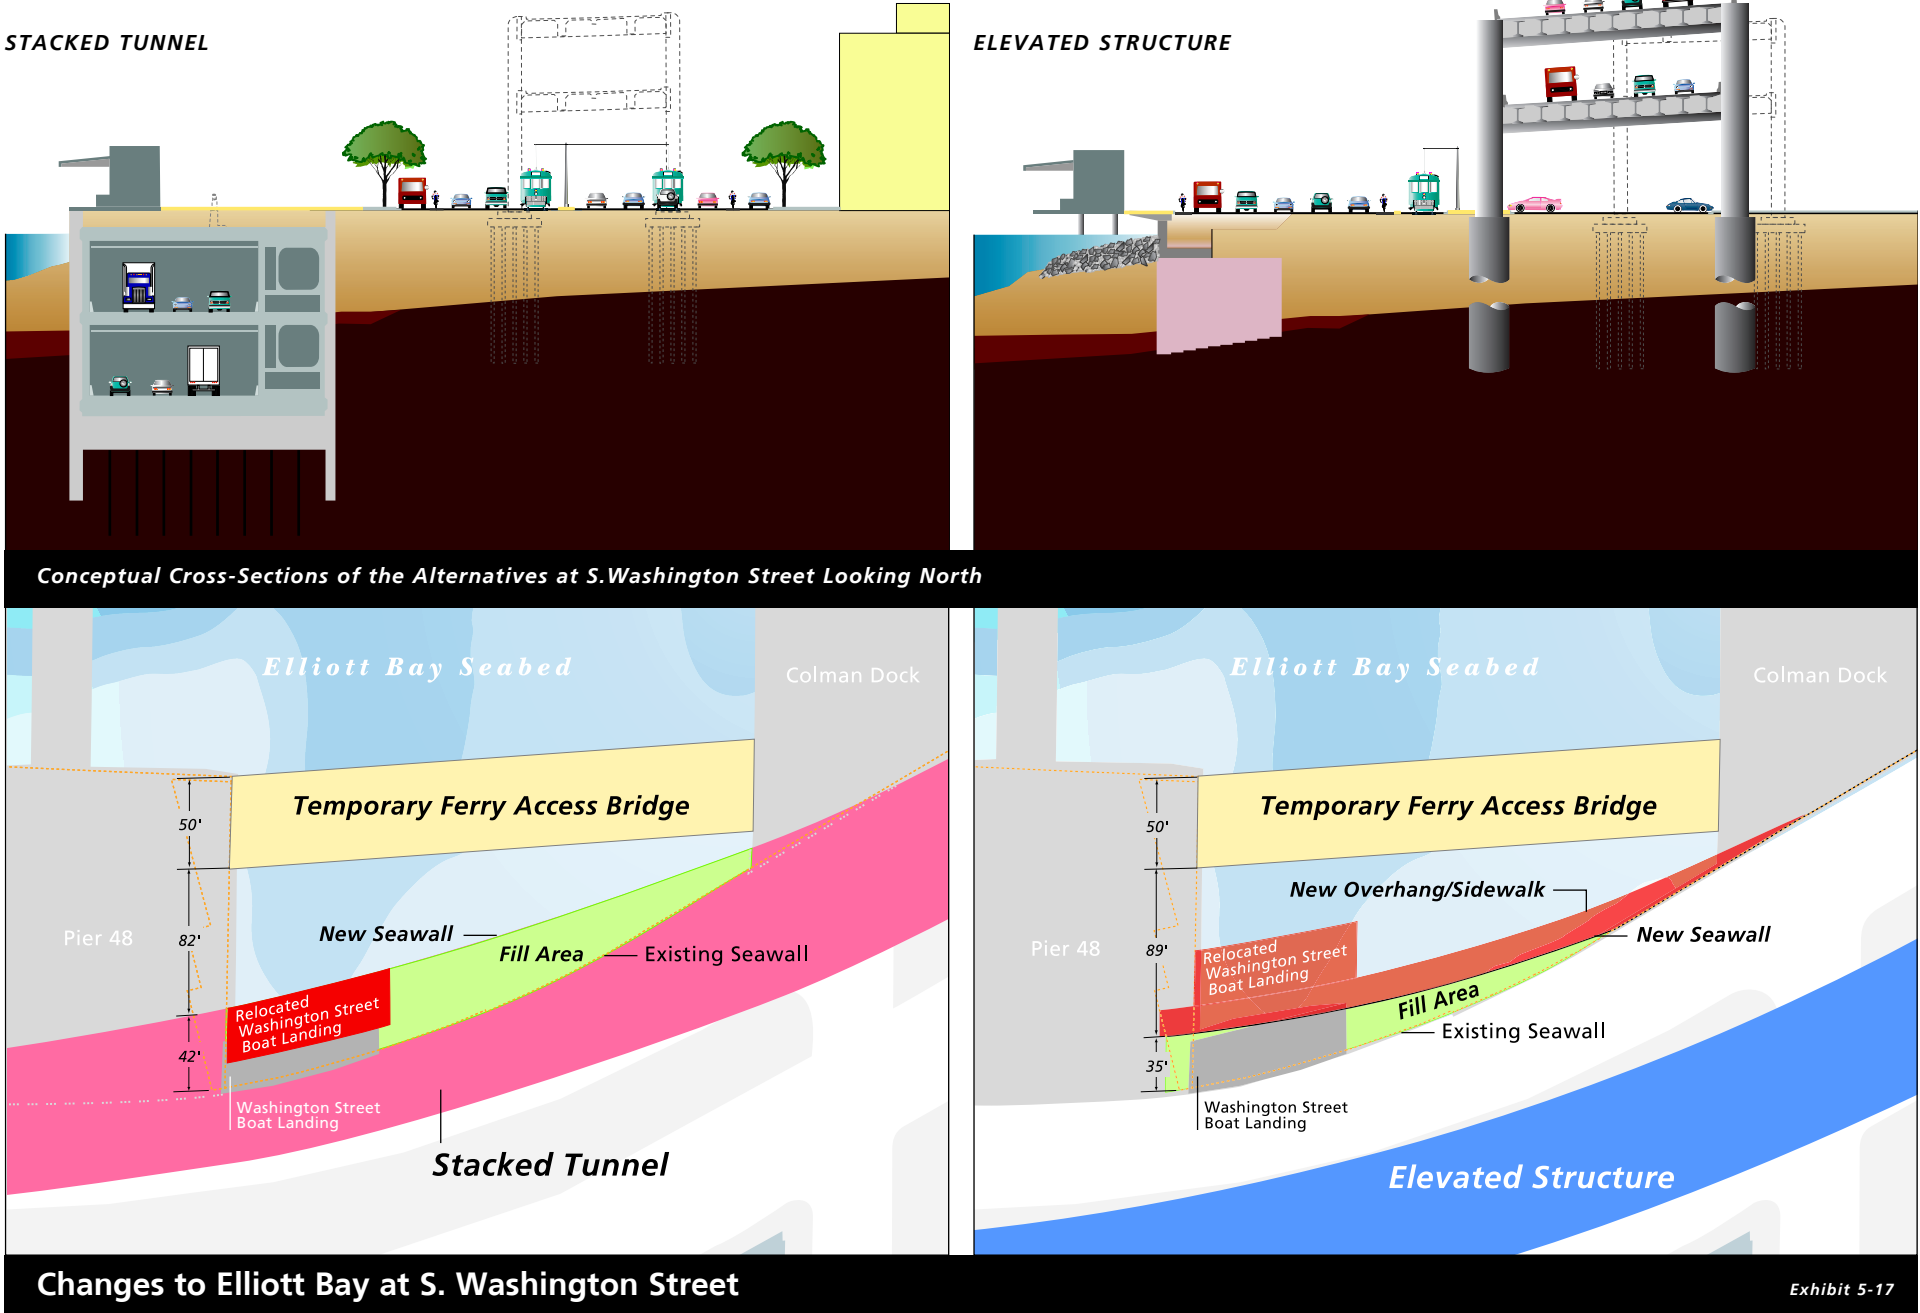 STACKED TUNNEL
ELEVATED STRUCTURE
Conceptual Cross-Sections of the Alternatives at S.Washington Street Looking North
Elliott Bay Seabed
Colman Dock
Temporary Ferry Access Bridge
50'
Pier 48
82'
New Seawall
Fill Area
Existing Seawall
Relocated
Washington Street
Boat Landing
42'
Washington Street
Boat Landing
Stacked Tunnel
Elliott Bay Seabed
Colman Dock
Temporary Ferry Access Bridge
50'
New Overhang/Sidewalk
Pier 48
89'
New Seawall
Relocated
Washington Street
Boat Landing
Fill Area
Existing Seawall
35'
Washington Street
Boat Landing
Elevated Structure
Changes to Elliott Bay at S. Washington Street
Exhibit 5-17